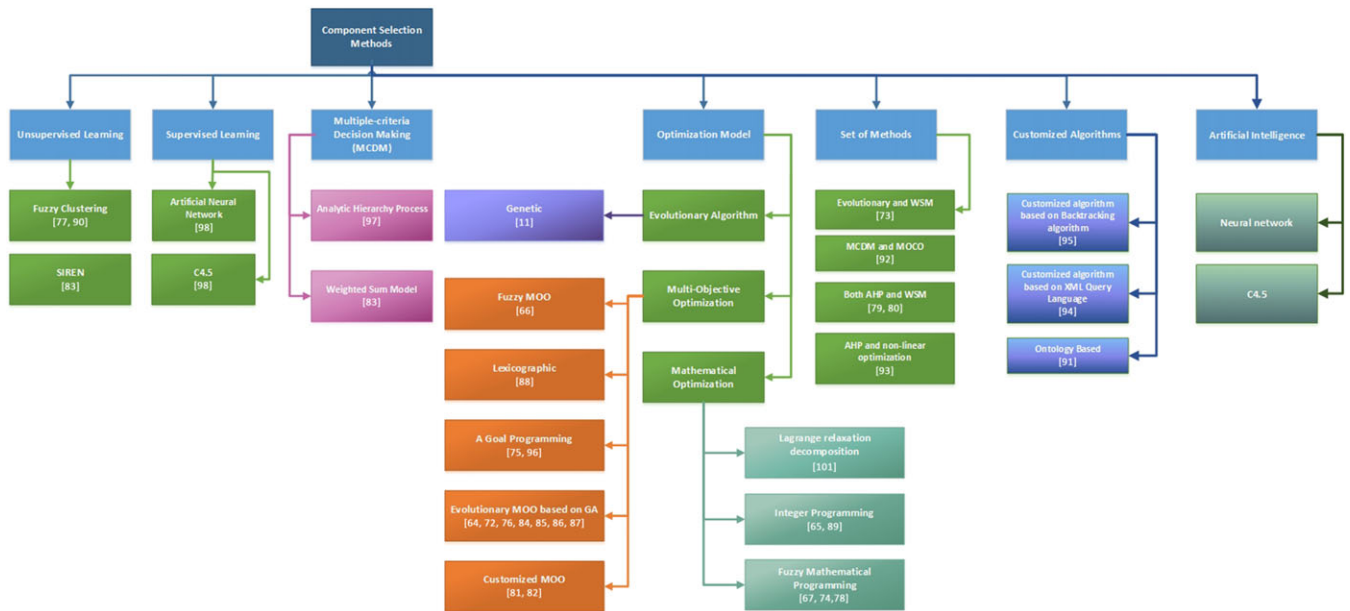 Component Selection
Methods
Unsupervised Learning
Supervised Learning
Multiple-criteria
Decision Making
(MCDM)
Optimization Model
Set of Methods
Customized Algorithms
Artificial Intelligence
Fuzzy Clustering
[77, 90]
SIREN
[83]
Artificial Neural
Network
[98]
C4.5
[98]
Analytic Hierarchy Process
[97]
Weighted Sum Model
[83]
Genetic
[11]
Evolutionary Algorithm
Multi-Objective
Optimization
Mathematical
Optimization
Fuzzy MOO
[66]
Lexicographic
[88]
A Goal Programming
[75, 96]
Evolutionary MOO based on GA
[64, 72, 76, 84, 85, 86, 87]
Customized MOO
[81, 82]
Lagrange relaxation
decomposition
[101]
Integer Programming
[65, 89]
Fuzzy Mathematical
Programming
[67, 74,78]
Evolutionary and WSM
[73]
MCDM and MOCO
[92]
Both AHP and WSM
[79, 80]
AHP and non-linear
optimization
[93]
Customized algorithm
based on Backtracking
algorithm
[95]
Customized algorithm
based on XML Query
Language
[94]
Ontology Based
[91]
Neural network
C4.5